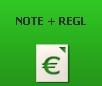 NOTE + REGL
€